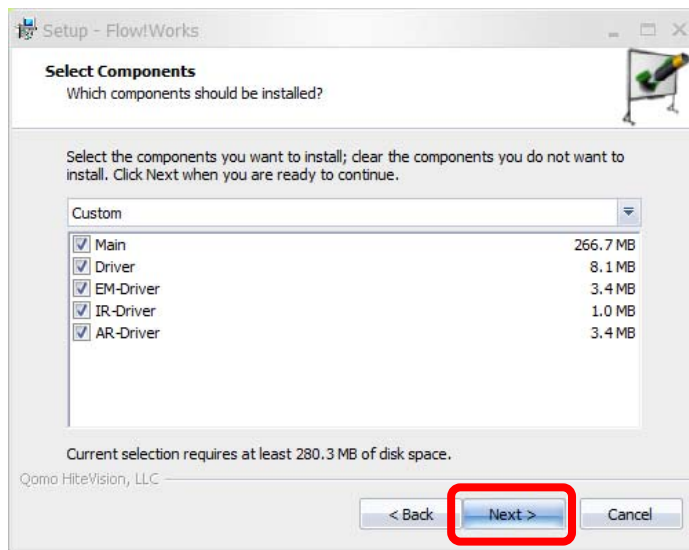 Setup - Flow!Works
Select Components
Which components should be installed?
Select the components you want to install; clear the components you do not want to
install. Click Next when you are ready to continue.
Custom
Main 266.7 MB
Driver 8.1 MB
EM-Driver 3.4 MB
IR-Driver 1.0 MB
AR-Driver 3.4 MB
Current selection requires at least 280.3 MB of disk space.
Qomo HiteVision, LLC
< Back Next > Cancel